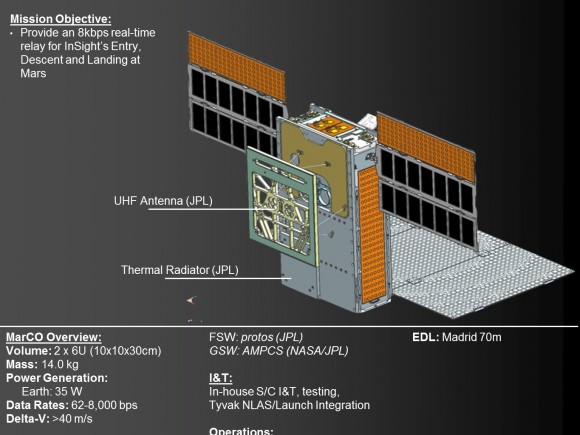 Mission Objective:
• Provide an 8kbps real-time
relay for InSight's Entry,
Descent and Landing at
Mars
UHF Antenna (JPL)
Thermal Radiator (JPL)
MarCO Overview:
Volume: 2 x 6U (10x10x30cm)
Mass: 14.0 kg
Power Generation:
Earth: 35 W
Data Rates: 62-8,000 bps
Delta-V: >40 m/s
FSW: protos (JPL)
GSW: AMPCS (NASA/JPL)
I&T:
In-house S/C I&T, testing,
Tyvak NLAS/Launch Integration
Operations:
EDL: Madrid 70m